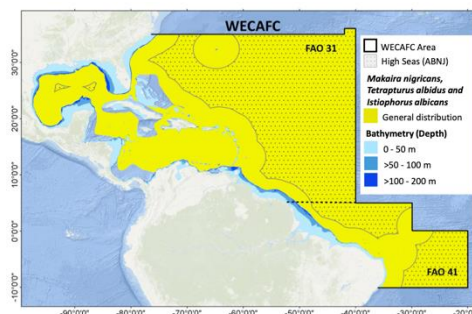 WECAFC
FAO 31
WECAFC Area
High Seas (ABNJ)
Makaira nigricans,
Tetrapturus albidus and
Istiophorus albicans
General distribution
Bathymetry (Depth)
0 - 50 m
>50 - 100 m
>100 - 200 m
FAO 41
30°0'0"
20°0'0"
10°0'0"
0°0'0"
-10°0'0"
-90°0'0"
-80°0'0"
-70°0'0"
-60°0'0"
-50°0'0"
-40°0'0"
-30°0'0"